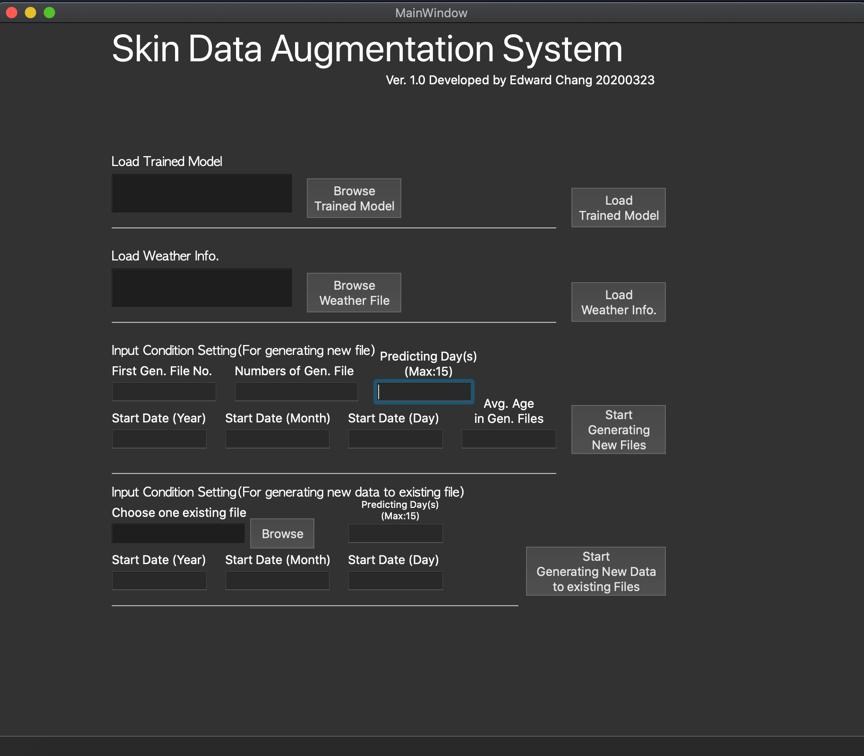 MainWindow
Skin Data Augmentation System
Ver. 1.0 Developed by Edward Chang 20200323
Load Trained Model
Browse
Trained Model
Load
Trained Model
Load Weather Info.
Browse
Weather File
Load
Weather Info.
Input Condition Setting(For generating new file)
Predicting Day(s)
(Max:15)
First Gen. File No.
Numbers of Gen. File
Avg. Age
in Gen. Files
Start Date (Year)
Start Date (Month)
Start Date (Day)
Start
Generating
New Files
Input Condition Setting(For generating new data to existing file)
Choose one existing file
Predicting Day(s)
(Max:15)
Browse
Start Date (Year)
Start Date (Month)
Start Date (Day)
Start
Generating New Data
to existing Files